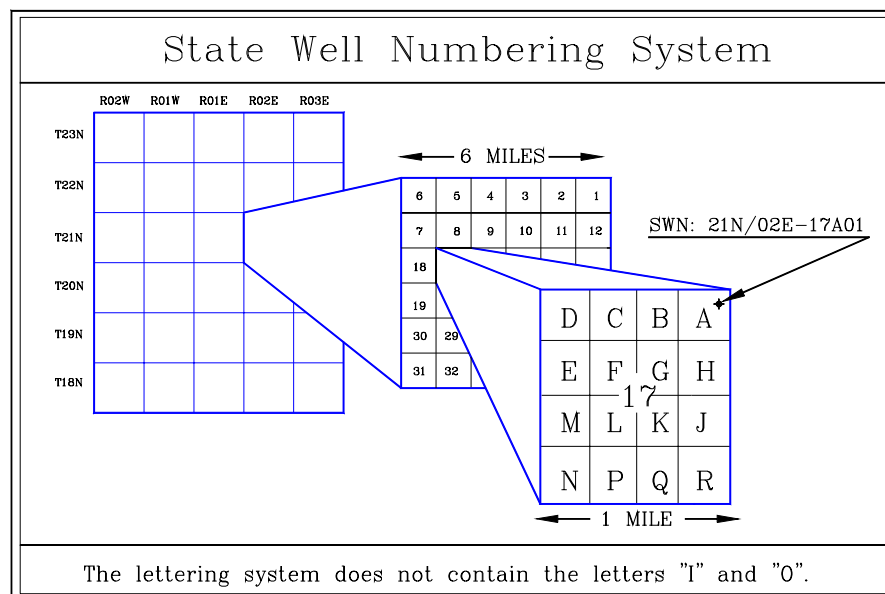 State Well Numbering System
R02W R01W R01E R02E R03E
T23N
T22N
T21N
T20N
T19N
T18N
6 MILES
6 5 4 3 2 1
7 8 9 10 11 12
18
19
30 29
31 32
SWN: 21N/02E-17A01
D C B A
E F G H
17
M L K J
N P Q R
1 MILE
The lettering system does not contain the letters "I" and "O".